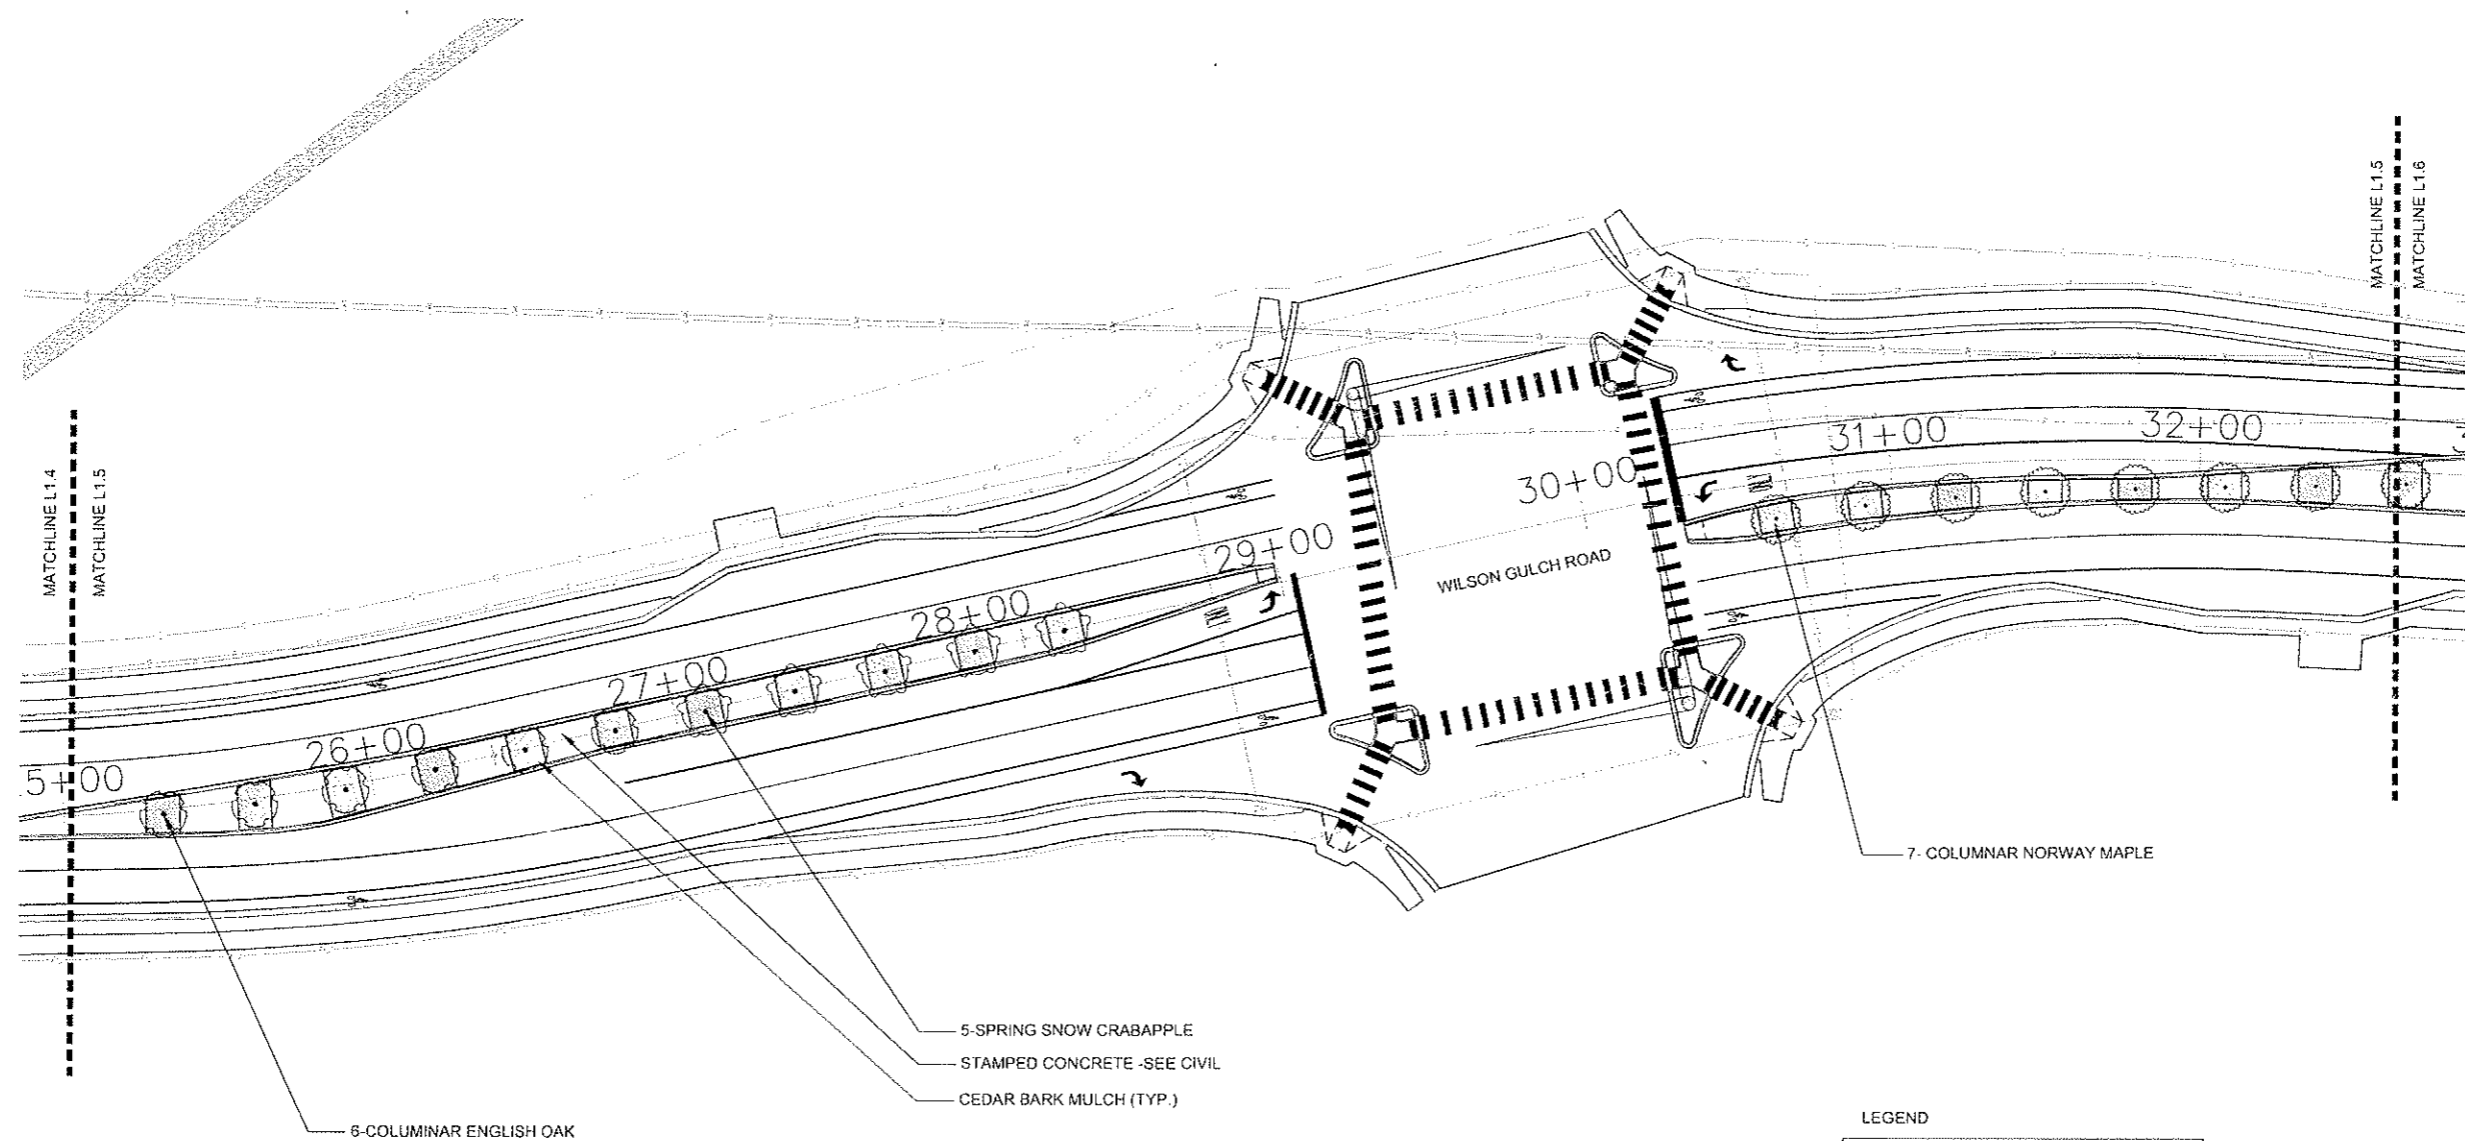 MATCHLINE L1.5
MATCHLINE L1.6
MATCHLINE L1.4
MATCHLINE L1.5
31+00
32+00
30+00
29+00
WILSON GULCH ROAD
28+00
27+00
26+00
5+00
7- COLUMNAR NORWAY MAPLE
5-SPRING SNOW CRABAPPLE
STAMPED CONCRETE -SEE CIVIL
CEDAR BARK MULCH (TYP.)
6-COLUMINAR ENGLISH OAK
LEGEND